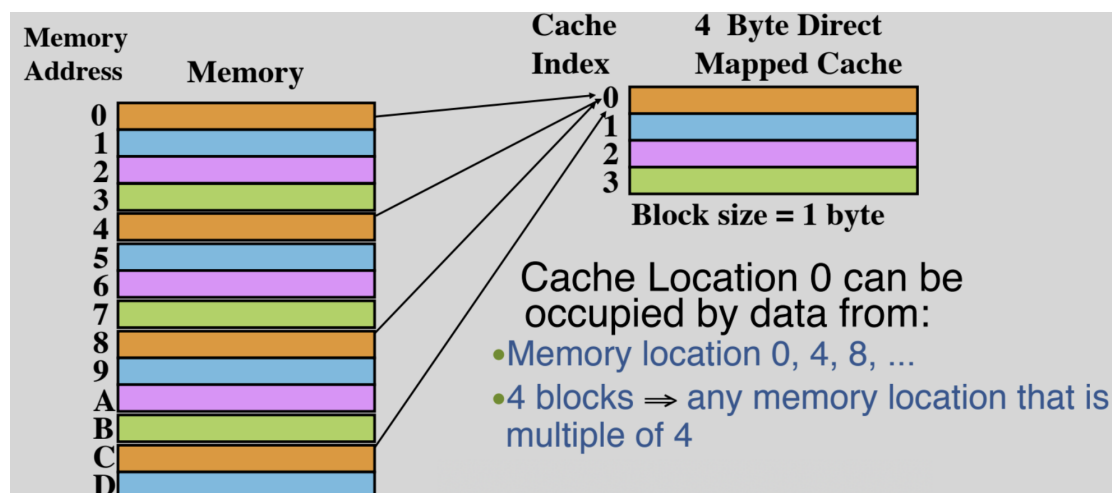 Memory
Address
Memory
0
1
2
3
4
5
6
7
8
9
A
B
C
D
Cache
Index
4 Byte Direct
Mapped Cache
0
1
2
3
Block size = 1 byte
Cache Location 0 can be
occupied by data from:
•Memory location 0, 4, 8, ...
•4 blocks ⇒ any memory location that is
multiple of 4